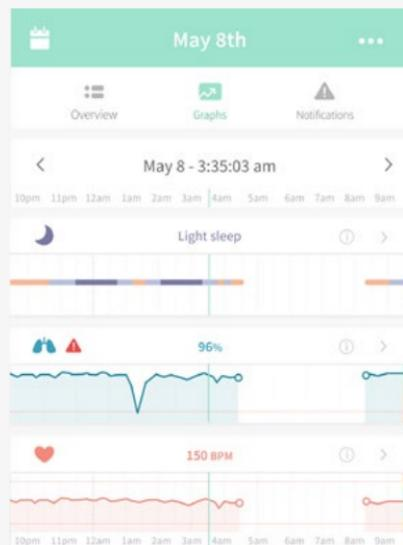 May 8th
Overview Graphs Notifications
May 8 - 3:35:03 am
10pm 11pm 12am 1am 2am 3am 4am 5am 6am 7am 8am 9am
Light sleep
96%
150 BPM
10pm 11pm 12am 1am 2am 3am 4am 5am 6am 7am 8am 9am